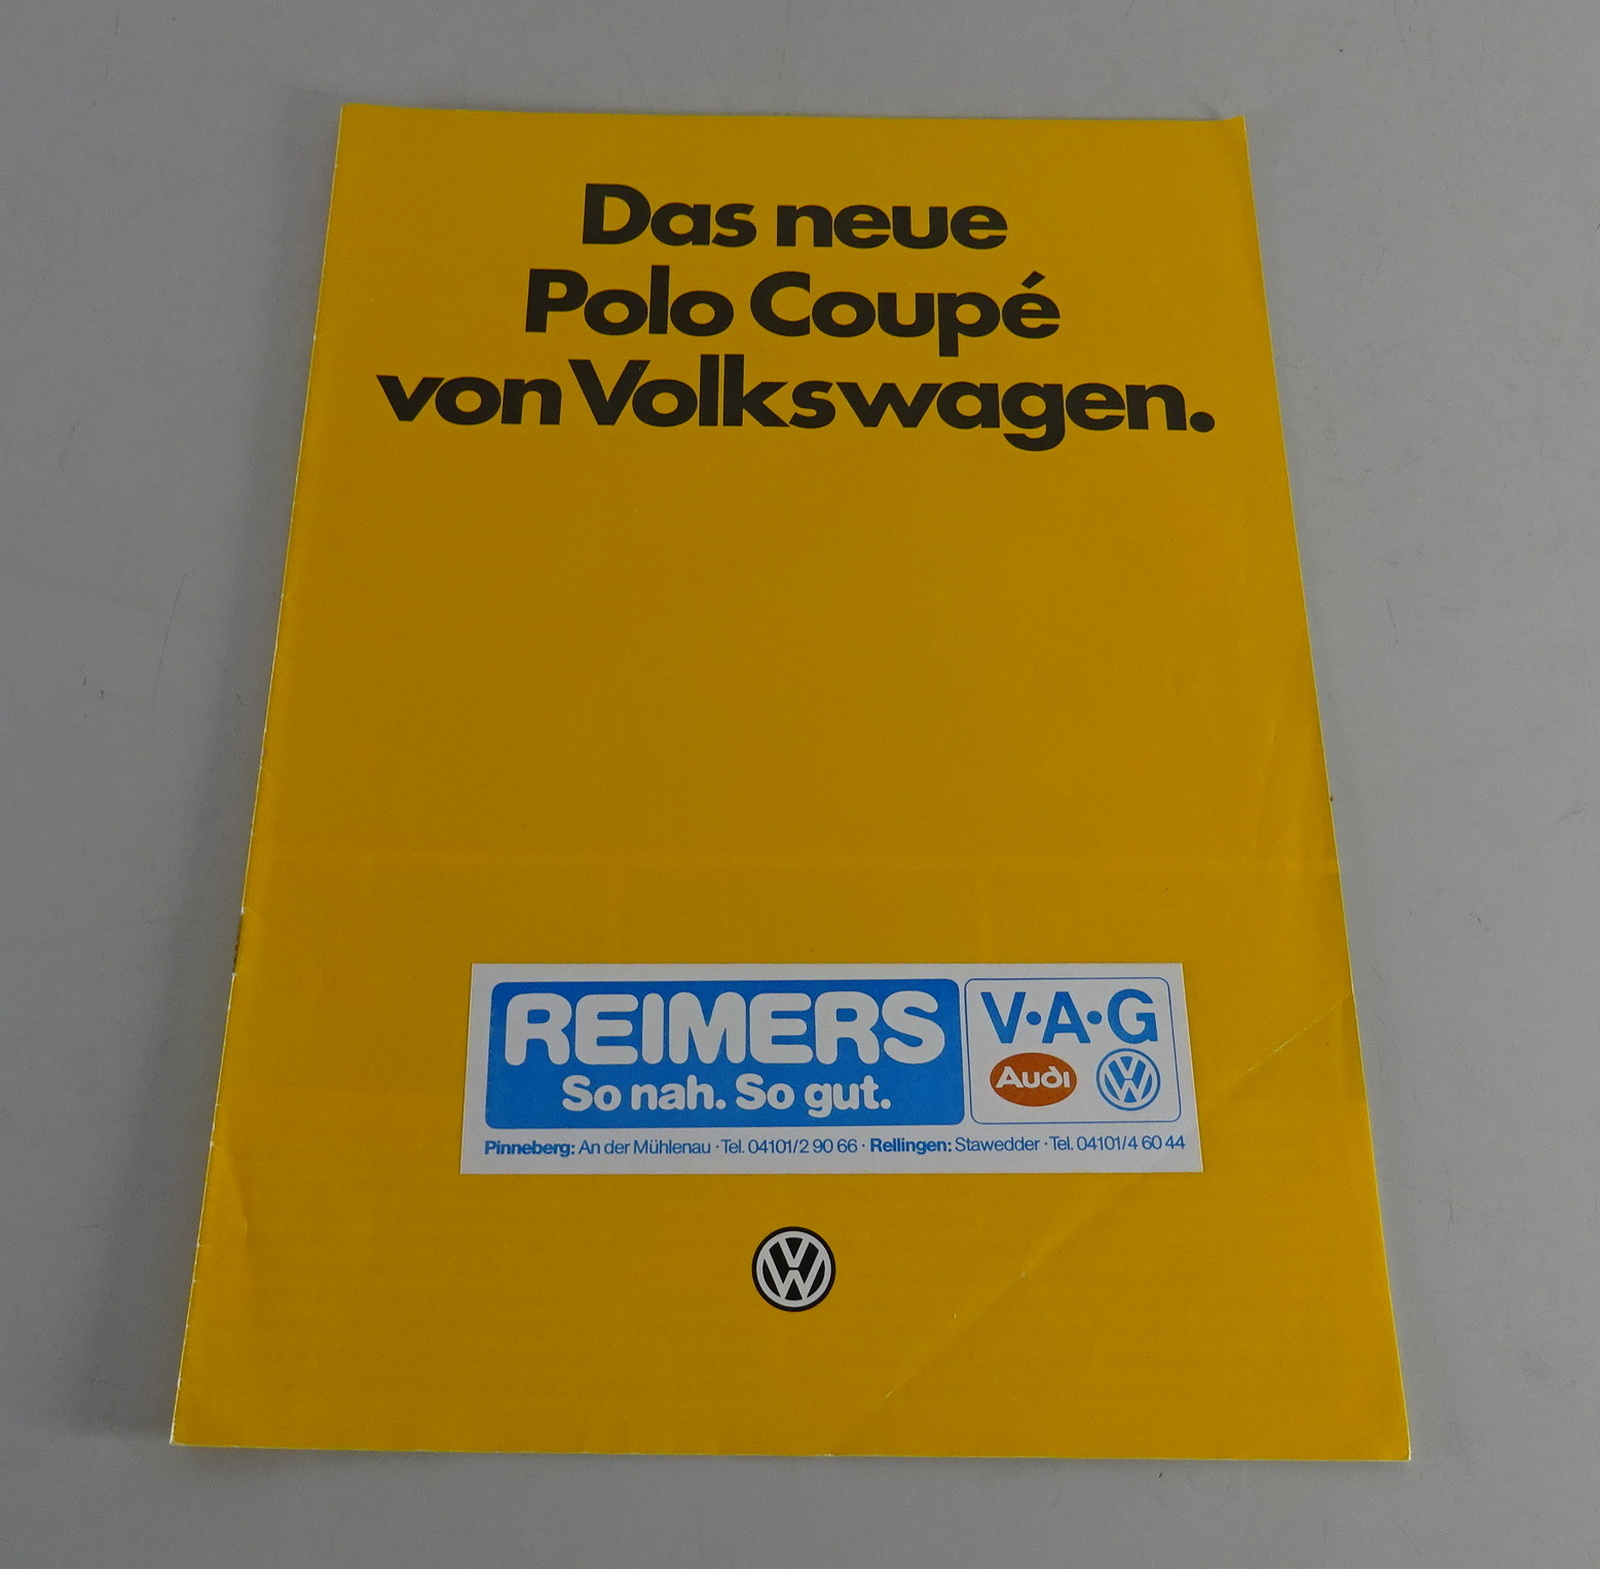 Das neue
Polo Coupé
von Volkswagen.
REIMERS
So nah. So gut.
V·A·G
Audi
Pinneberg: An der Mühlenau · Tel. 04101/2 90 66 · Rellingen: Stawedder · Tel. 04101/4 60 44